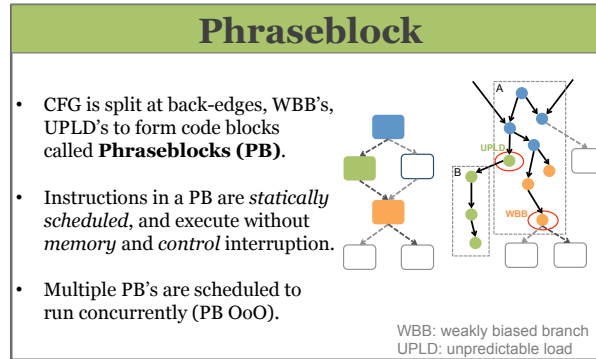 Phraseblock
• CFG is split at back-edges, WBB's,
UPLD's to form code blocks
called Phraseblocks (PB).
• Instructions in a PB are statically
scheduled, and execute without
memory and control interruption.
• Multiple PB's are scheduled to
run concurrently (PB OoO).
A
UPLD
B
WBB
WBB: weakly biased branch
UPLD: unpredictable load